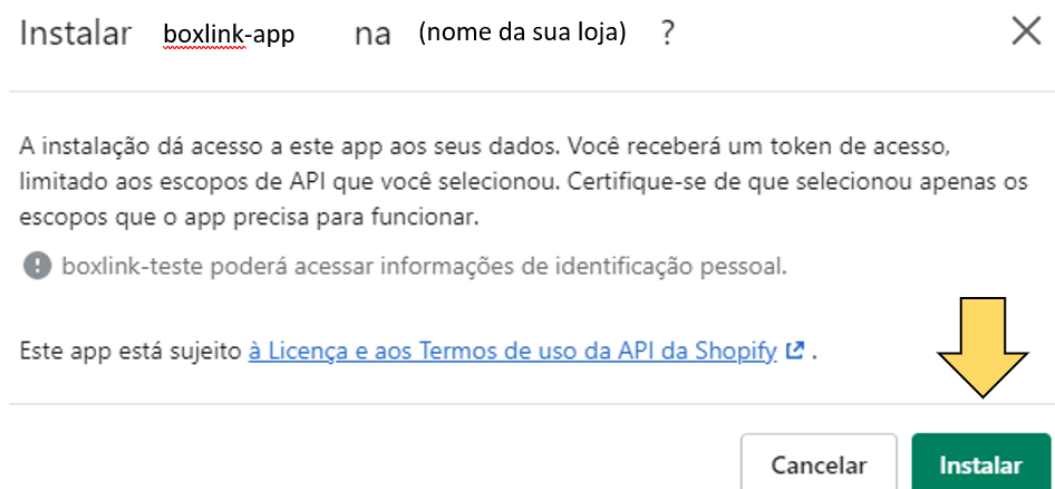 Instalar boxlink-app na (nome da sua loja) ?
A instalação dá acesso a este app aos seus dados. Você receberá um token de acesso,
limitado aos escopos de API que você selecionou. Certifique-se de que selecionou apenas os
escopos que o app precisa para funcionar.
boxlink-teste poderá acessar informações de identificação pessoal.
Este app está sujeito à Licença e aos Termos de uso da API da Shopify .
Cancelar Instalar